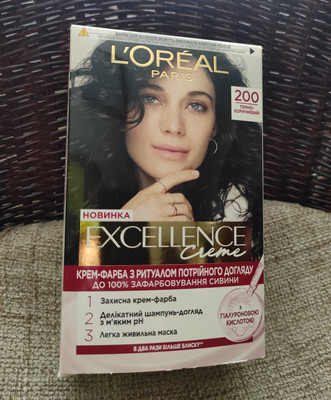 L'ORÉAL
PARIS
200
ТЕМНО-
КОРИЧНЕВИЙ
НОВИНКА
EXCELLENCE
Creme
КРЕМ-ФАРБА З РИТУАЛОМ ПОТРІЙНОГО ДОГЛЯДУ
ДО 100% ЗАФАРБОВУВАННЯ СИВИНИ
1 Захисна крем-фарба
2 Делікатний шампунь-догляд
з м'яким pH
3 Легка живильна маска
З
ГІАЛУРОНОВОЮ
КИСЛОТОЮ
В ДВА РАЗИ БІЛЬШЕ БЛИСКУ**